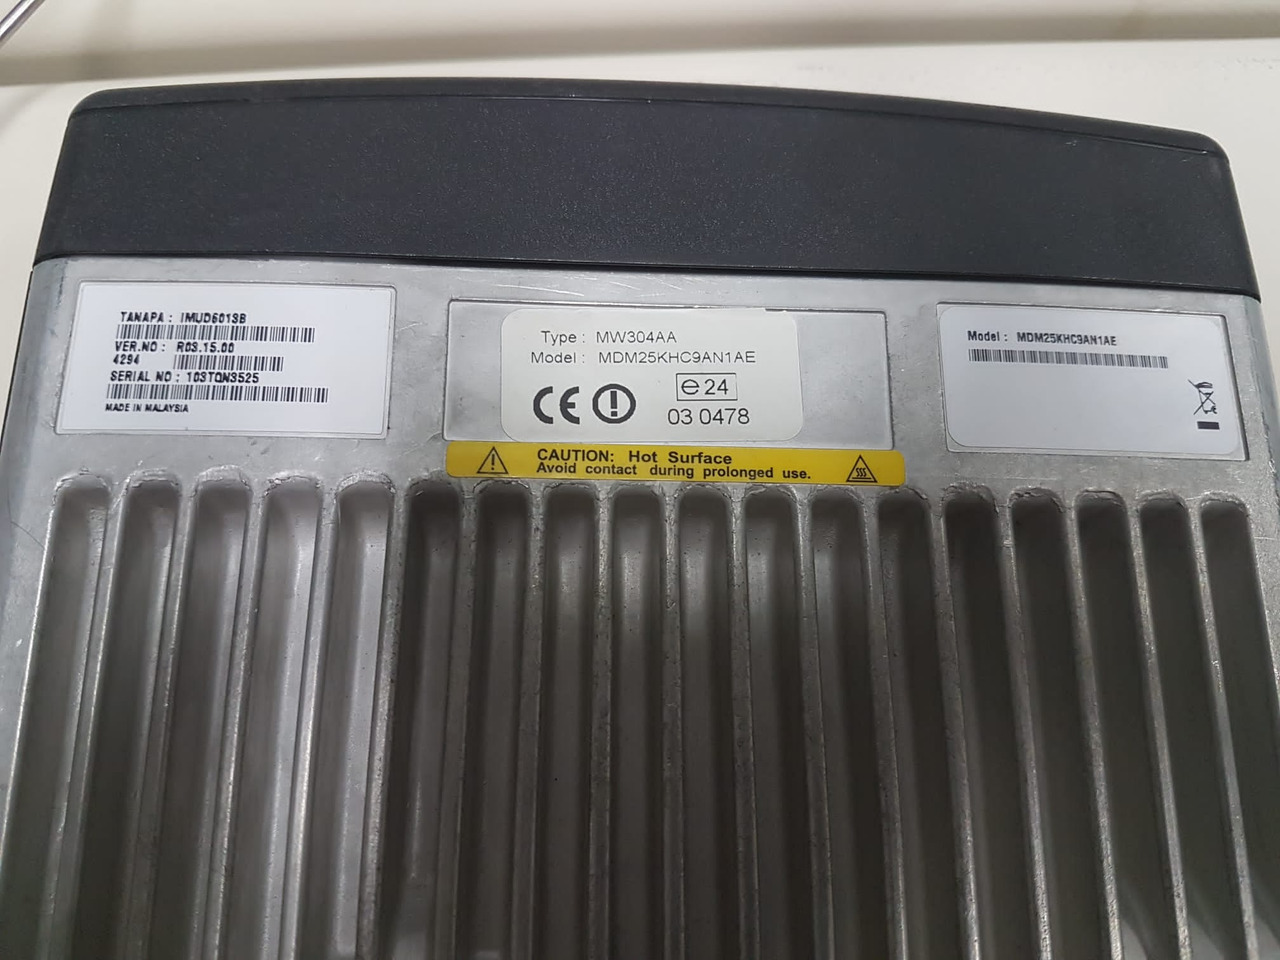 TANAPA : IMUD6013B
VER.NO : R03.15.00
4294
SERIAL NO : 103TQN3525
MADE IN MALAYSIA
Type : MW304AA
Model : MDM25KHC9AN1AE
CE
e24
03 0478
CAUTION: Hot Surface
Avoid contact during prolonged use.
Model : MDM25KHC9AN1AE